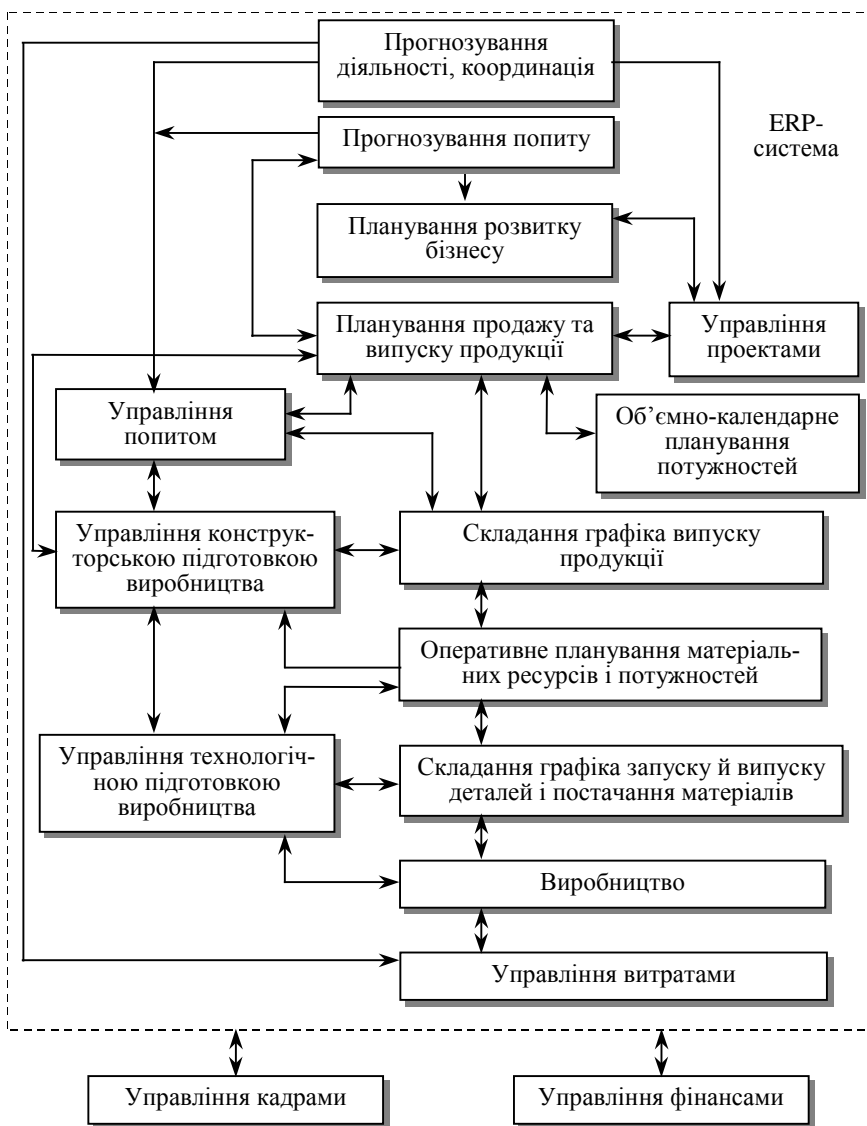 Прогнозування
діяльності, координація
ERP-
система
Прогнозування попиту
Планування розвитку
бізнесу
Планування продажу та
випуску продукції
Управління
проектами
Управління
попитом
Об’ємно-календарне
планування
потужностей
Управління конструк-
торською підготовкою
виробництва
Складання графіка випуску
продукції
Оперативне планування матеріаль-
них ресурсів і потужностей
Управління технологіч-
ною підготовкою
виробництва
Складання графіка запуску й випуску
деталей і постачання матеріалів
Виробництво
Управління витратами
Управління кадрами
Управління фінансами